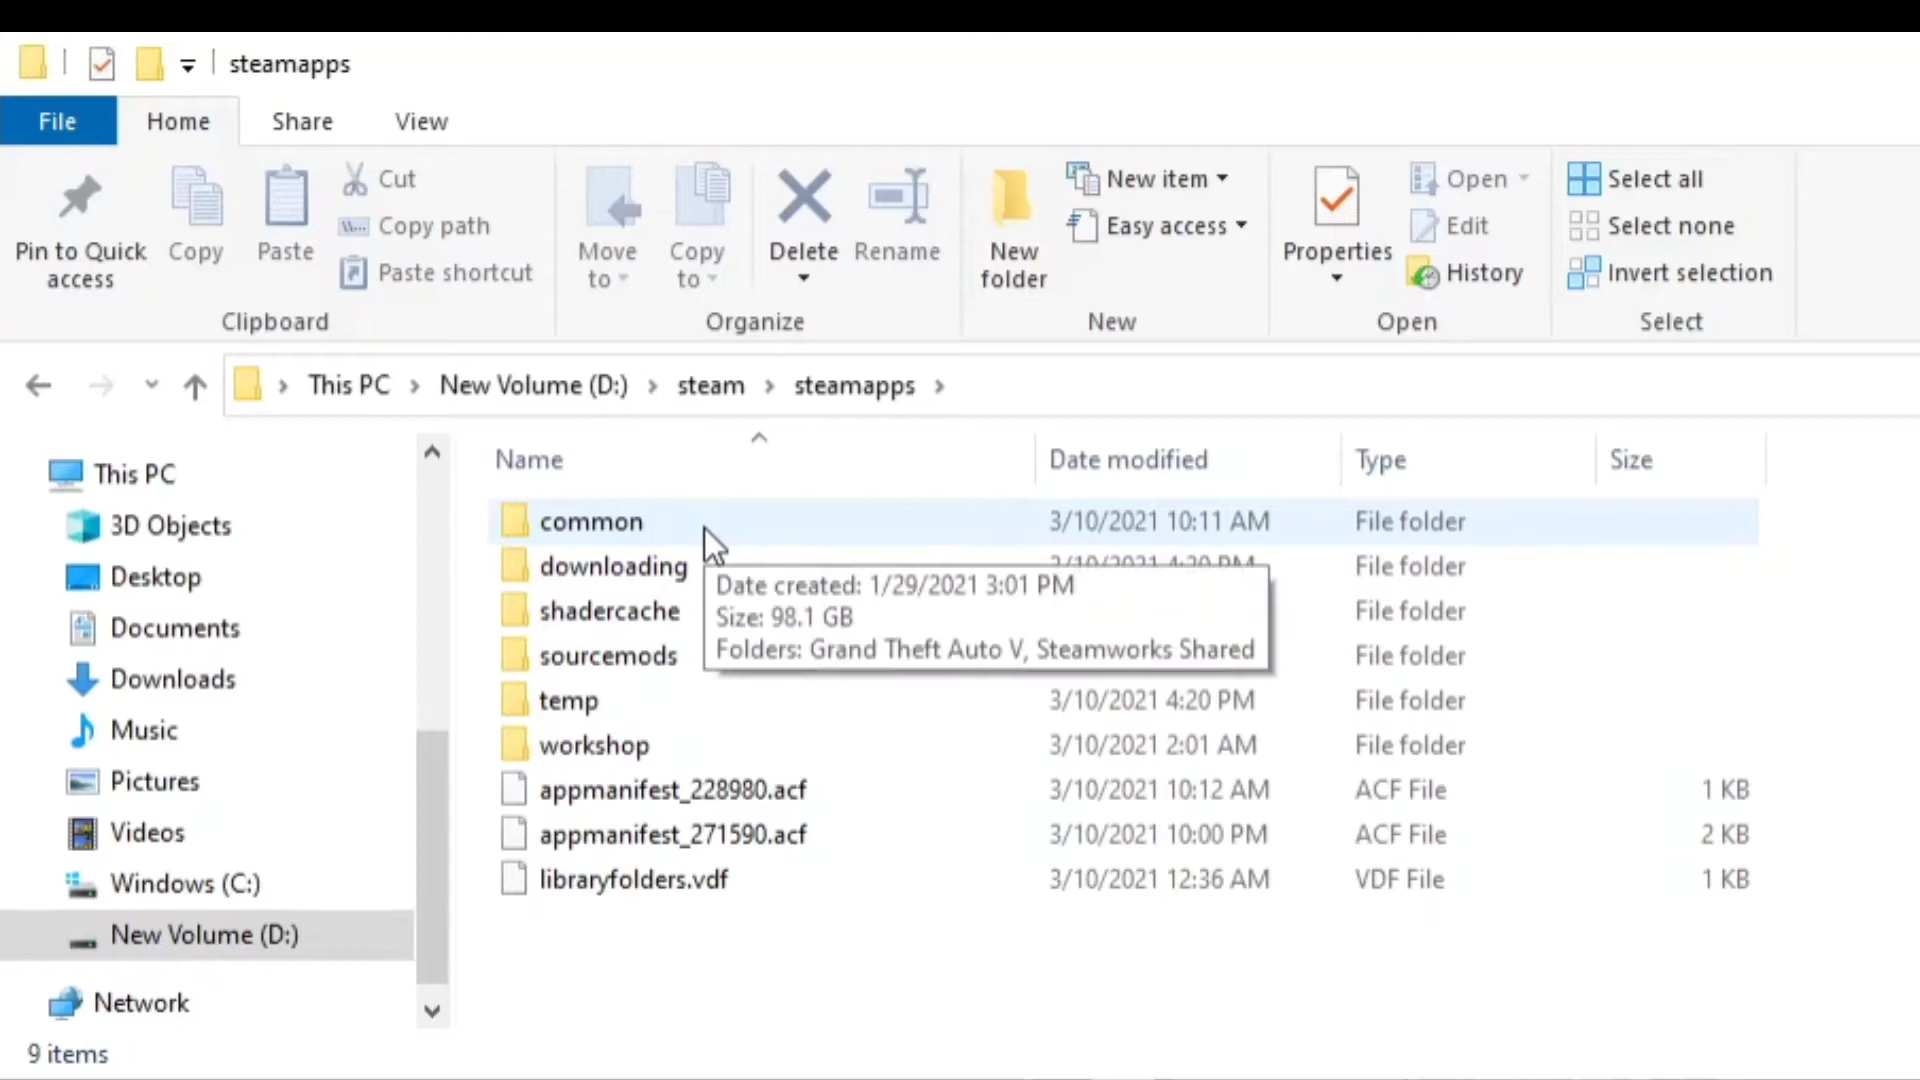 steamapps
File Home Share View
Pin to Quick access
Copy
Paste
Cut
Copy path
Paste shortcut
Clipboard
Move to
Copy to
Delete
Rename
Organize
New folder
New item
Easy access
New
Properties
Open
Edit
History
Open
Select all
Select none
Invert selection
Select
This PC New Volume (D:) steam steamapps
This PC
3D Objects
Desktop
Documents
Downloads
Music
Pictures
Videos
Windows (C:)
New Volume (D:)
Network
Name Date modified Type Size
common 3/10/2021 10:11 AM File folder
downloading 3/10/2021 4:20 PM File folder
shadercache File folder
sourcemods File folder
temp 3/10/2021 4:20 PM File folder
workshop 3/10/2021 2:01 AM File folder
appmanifest_228980.acf 3/10/2021 10:12 AM ACF File 1 KB
appmanifest_271590.acf 3/10/2021 10:00 PM ACF File 2 KB
libraryfolders.vdf 3/10/2021 12:36 AM VDF File 1 KB
Date created: 1/29/2021 3:01 PM
Size: 98.1 GB
Folders: Grand Theft Auto V, Steamworks Shared
9 items